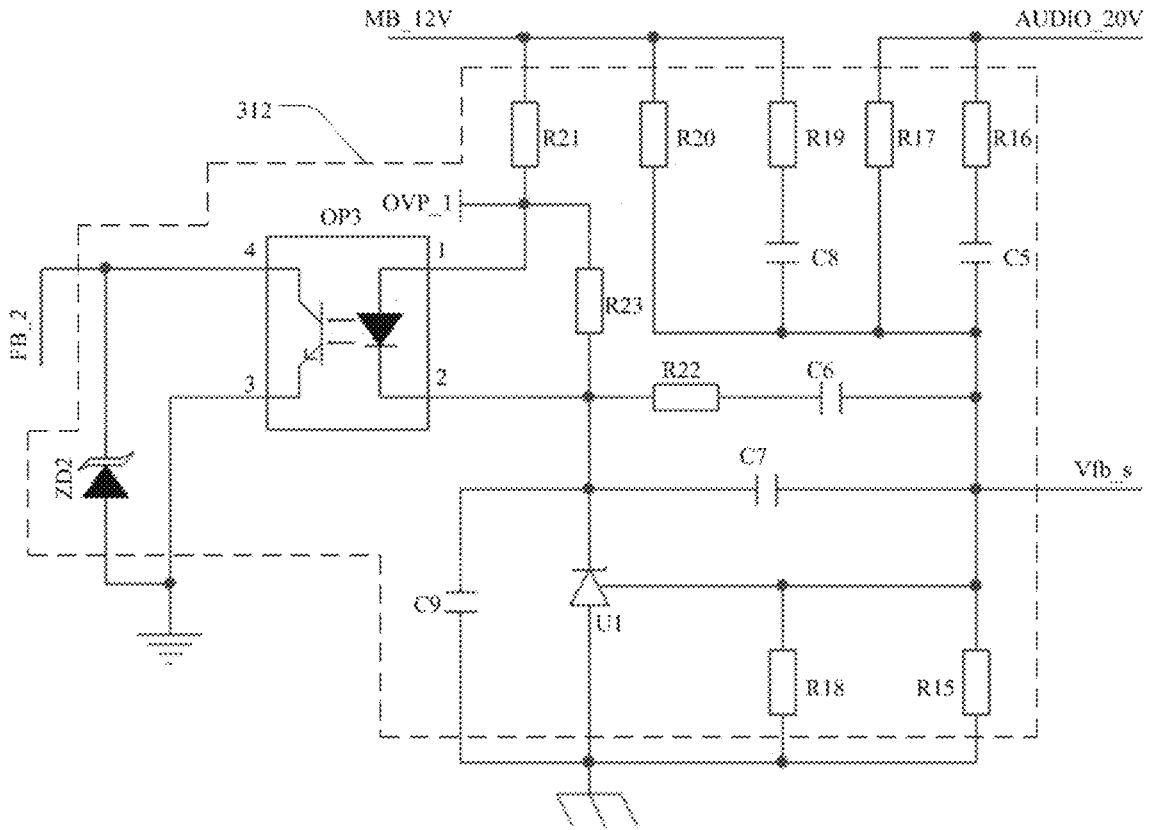 MB_12V
AUDIO_20V
312
R21
R20
R19
R17
R16
OVP_1
OP3
4
1
C8
C5
R23
FB_2
R22
C6
3
2
C7
Vfb_s
ZD2
C9
U1
R18
R15